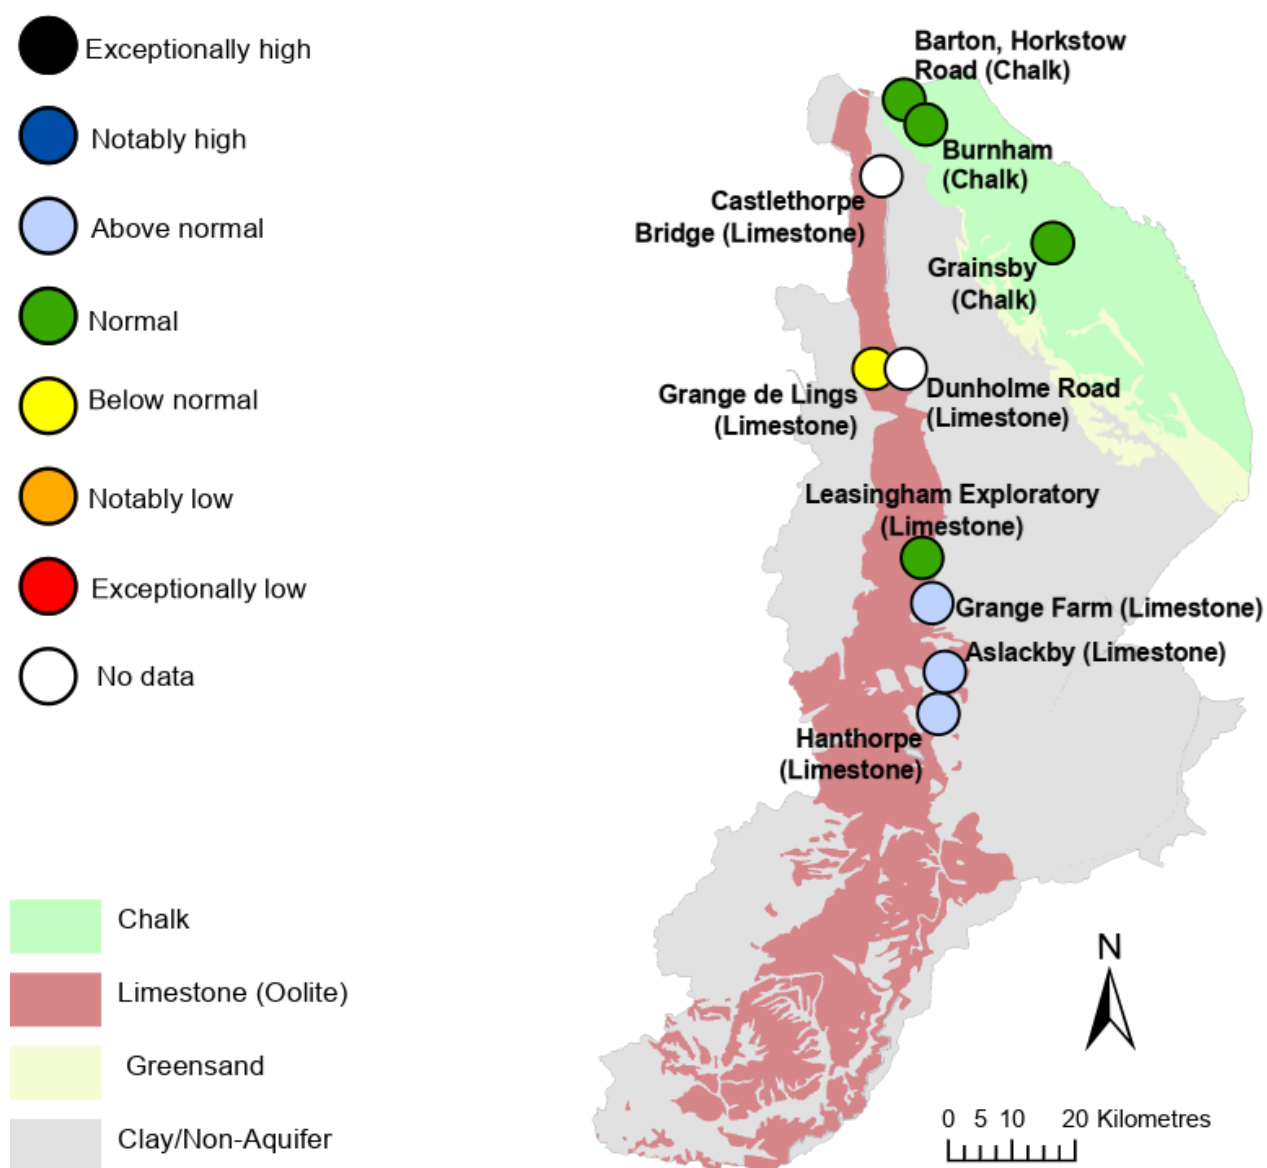 Exceptionally high
Notably high
Above normal
Normal
Below normal
Notably low
Exceptionally low
No data
Chalk
Limestone (Oolite)
Greensand
Clay/Non-Aquifer
Barton, Horkstow
Road (Chalk)
Burnham
(Chalk)
Castlethorpe
Bridge (Limestone)
Grainsby
(Chalk)
Grange de Lings
(Limestone)
Dunholme Road
(Limestone)
Leasingham Exploratory
(Limestone)
Grange Farm (Limestone)
Aslackby (Limestone)
Hanthorpe
(Limestone)
N
0 5 10 20 Kilometres